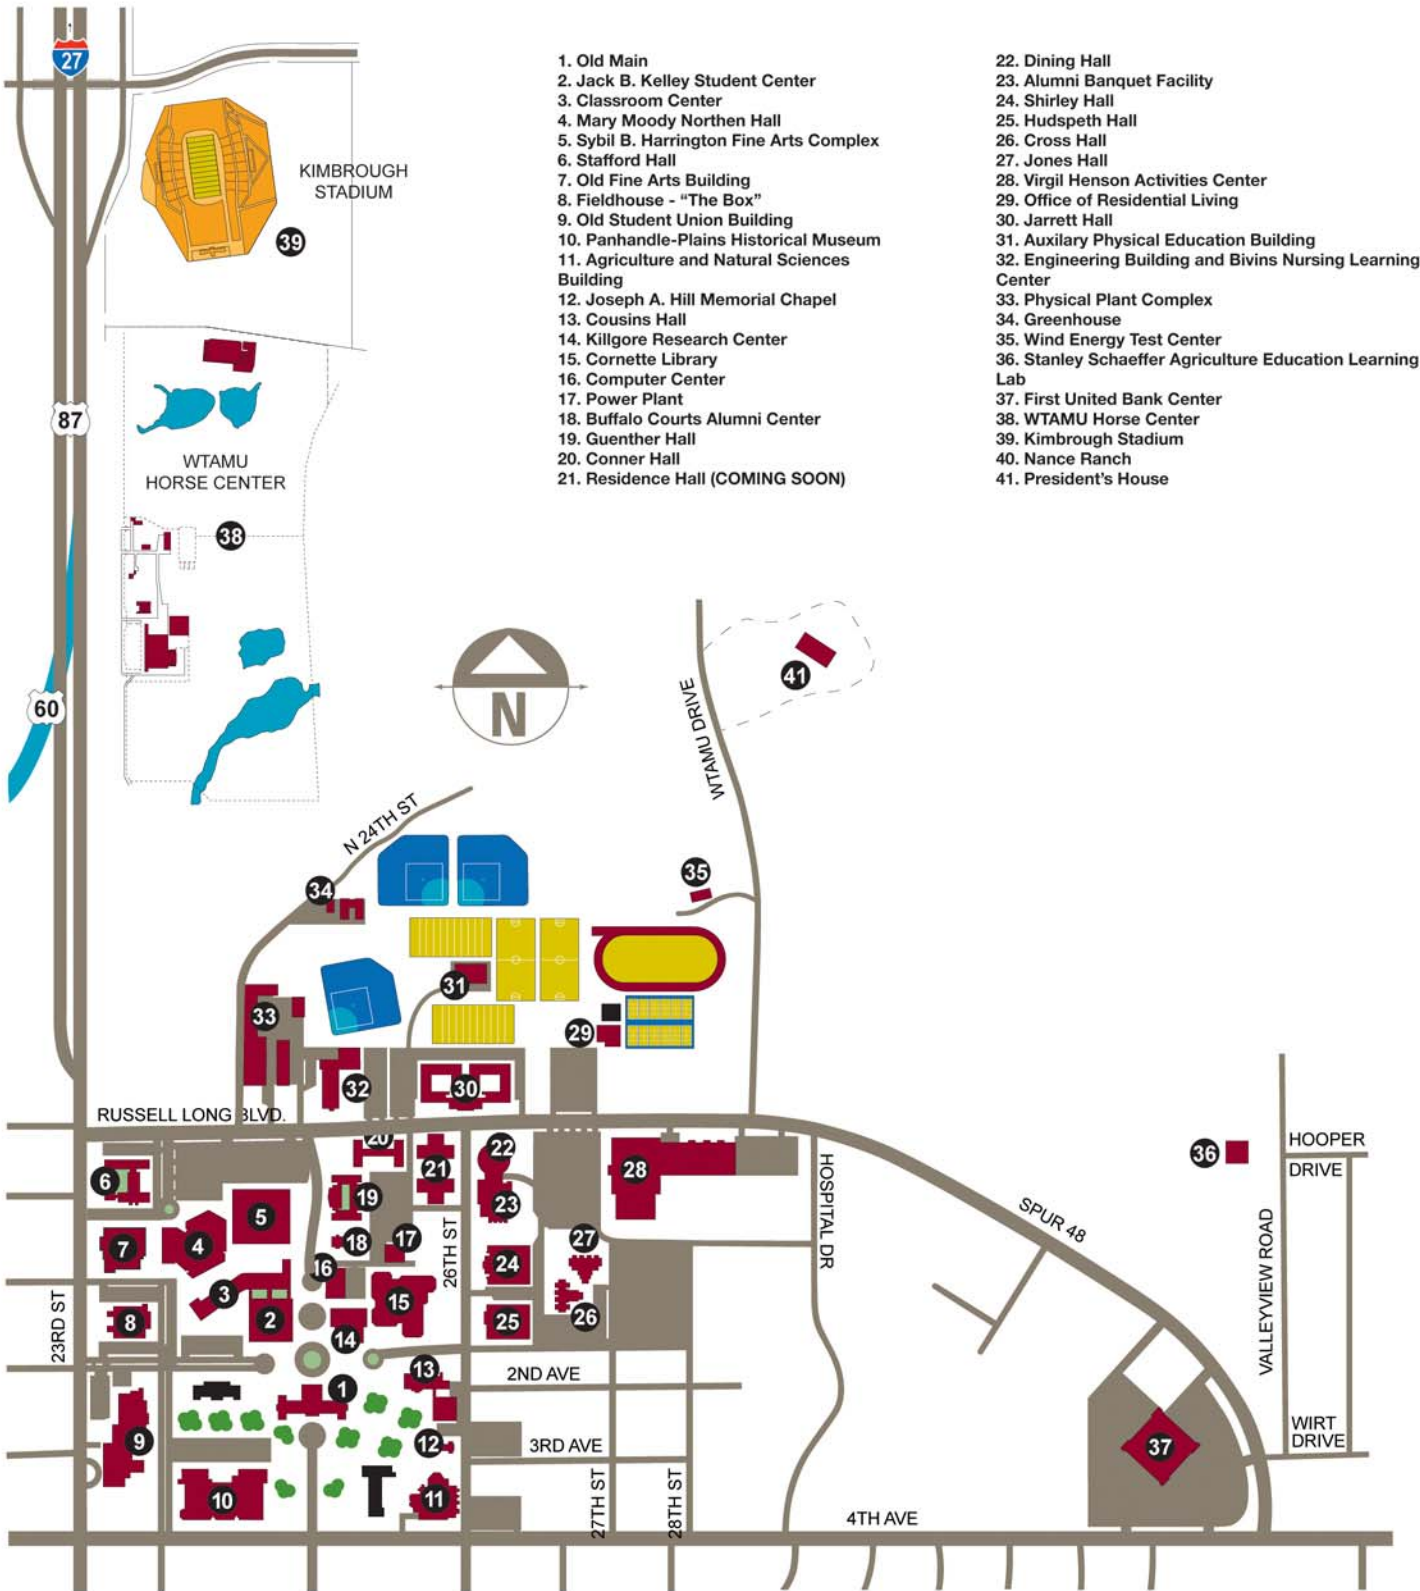 27
1. Old Main
2. Jack B. Kelley Student Center
3. Classroom Center
4. Mary Moody Northen Hall
5. Sybil B. Harrington Fine Arts Complex
6. Stafford Hall
7. Old Fine Arts Building
8. Fieldhouse - “The Box”
9. Old Student Union Building
10. Panhandle-Plains Historical Museum
11. Agriculture and Natural Sciences
Building
12. Joseph A. Hill Memorial Chapel
13. Cousins Hall
14. Killgore Research Center
15. Cornette Library
16. Computer Center
17. Power Plant
18. Buffalo Courts Alumni Center
19. Guenther Hall
20. Conner Hall
21. Residence Hall (COMING SOON)
22. Dining Hall
23. Alumni Banquet Facility
24. Shirley Hall
25. Hudspeth Hall
26. Cross Hall
27. Jones Hall
28. Virgil Henson Activities Center
29. Office of Residential Living
30. Jarrett Hall
31. Auxilary Physical Education Building
32. Engineering Building and Bivins Nursing Learning
Center
33. Physical Plant Complex
34. Greenhouse
35. Wind Energy Test Center
36. Stanley Schaeffer Agriculture Education Learning
Lab
37. First United Bank Center
38. WTAMU Horse Center
39. Kimbrough Stadium
40. Nance Ranch
41. President's House
KIMBROUGH
STADIUM
39
87
WTAMU
HORSE CENTER
38
60
N
41
WTAMU DRIVE
N 24TH ST
34
35
31
33
29
32
30
RUSSELL LONG BLVD.
20
22
21
28
6
19
23
36
HOOPER
DRIVE
HOSPITAL DR
SPUR 48
VALLEYVIEW ROAD
5
4
7
18
17
27
26TH ST
24
16
3
15
26
2
8
14
25
23RD ST
13
2ND AVE
1
9
12
3RD AVE
37
WIRT
DRIVE
10
11
27TH ST
28TH ST
4TH AVE